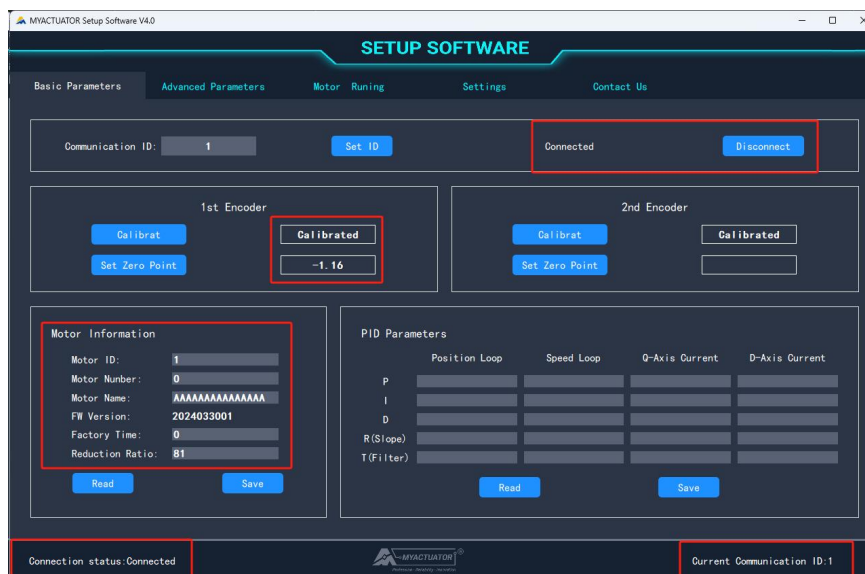 MYACTUATOR Setup Software V4.0
SETUP SOFTWARE
Basic Parameters Advanced Parameters Motor Runing Settings Contact Us
Communication ID: 1 Set ID Connected Disconnect
1st Encoder 2nd Encoder
Calibrat Calibrated Calibrat Calibrated
Set Zero Point -1.16 Set Zero Point
Motor Information PID Parameters
Position Loop Speed Loop Q-Axis Current D-Axis Current
Motor ID: 1
Motor Nunber: 0
Motor Name: AAAAAAAAAAAAAAA
FW Version: 2024033001
Factory Time: 0
Reduction Ratio: 81
P
I
D
R(Slope)
T(Filter)
Read Save Read Save
Connection status:Connected MYACTUATOR® Current Communication ID:1